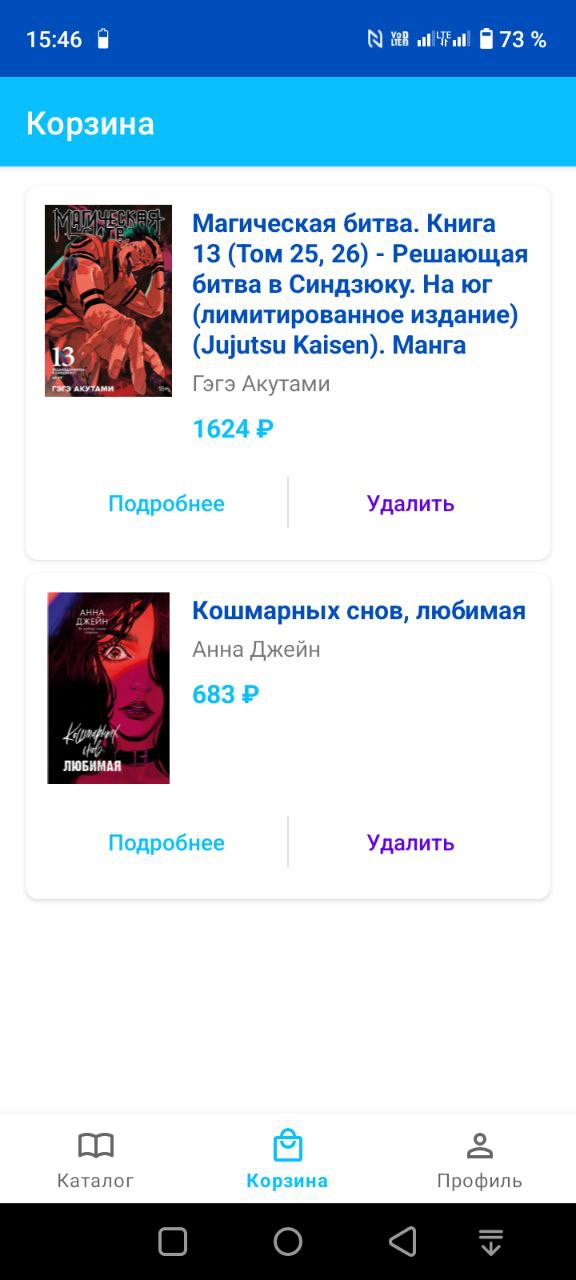 15:46
LTE
73 %
Корзина
МАГИЧЕСКАЯ
БИТВА
13
ГЭГЭ АКУТАМИ
Магическая битва. Книга
13 (Том 25, 26) - Решающая
битва в Синдзюку. На юг
(лимитированное издание)
(Jujutsu Kaisen). Манга
Гэгэ Акутами
1624 ₽
Подробнее
Удалить
АННА
ДЖЕЙН
Кошмарных
снов,
ЛЮБИМАЯ
Кошмарных снов, любимая
Анна Джейн
683 ₽
Подробнее
Удалить
Каталог
Корзина
Профиль